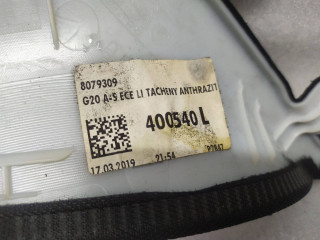 8079309
G20 A-S ECE LI TACHENY ANTHRAZIT
400540 L
17.03.2019 21:54